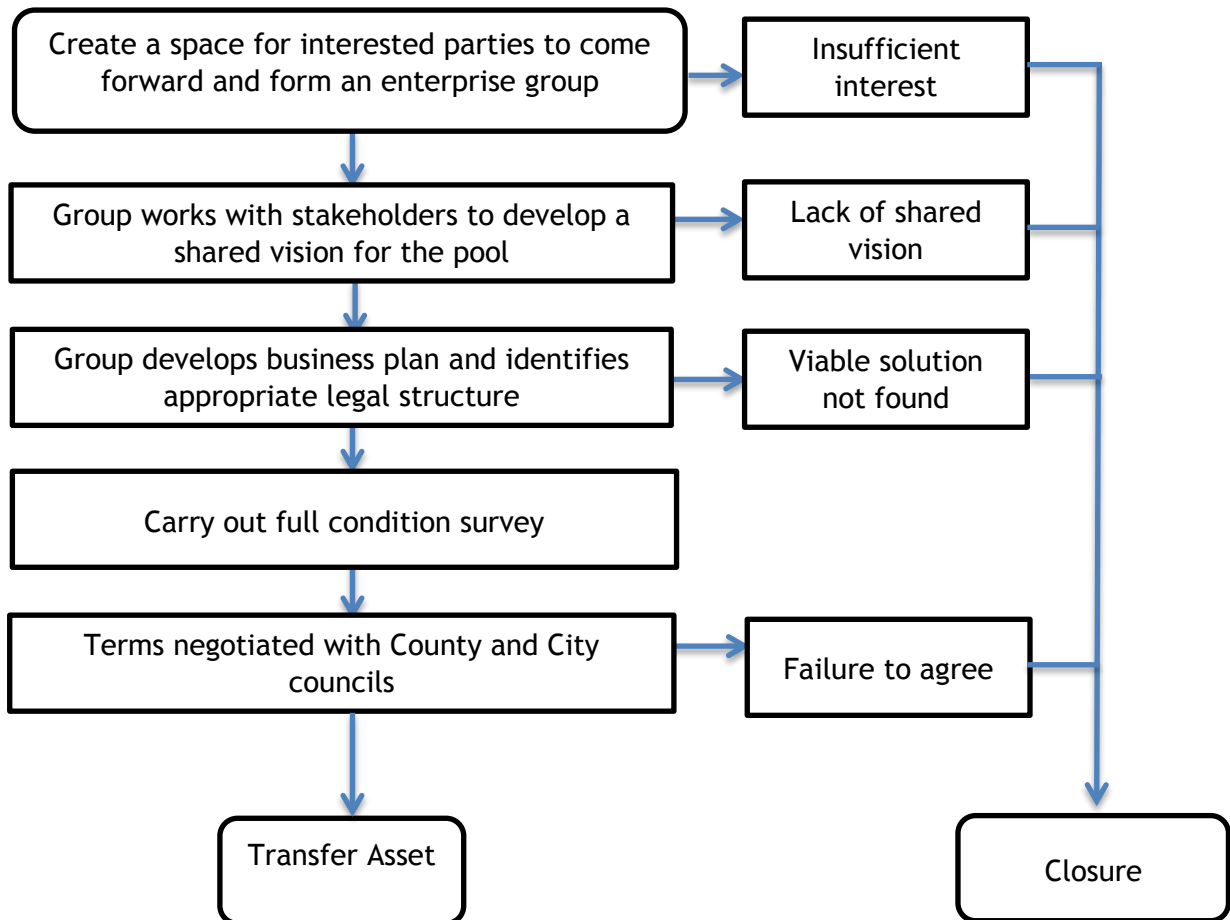 Create a space for interested parties to come
forward and form an enterprise group
Insufficient
interest
Group works with stakeholders to develop a
shared vision for the pool
Lack of shared
vision
Group develops business plan and identifies
appropriate legal structure
Viable solution
not found
Carry out full condition survey
Terms negotiated with County and City
councils
Failure to agree
Transfer Asset
Closure